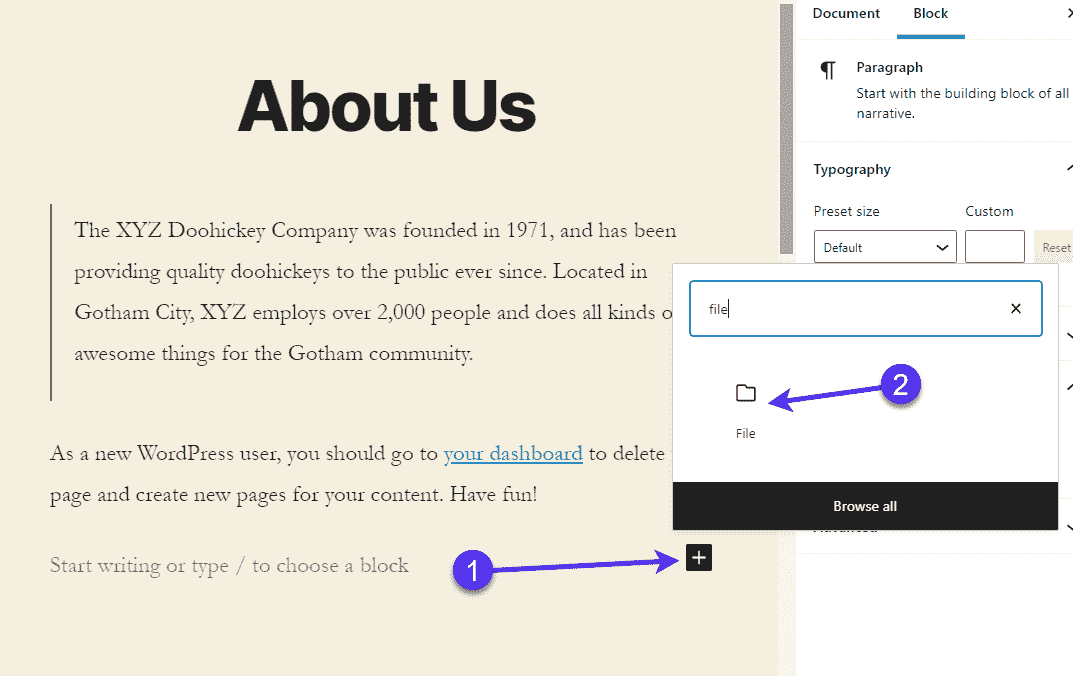 About Us
The XYZ Doohickey Company was founded in 1971, and has been
providing quality doohickeys to the public ever since. Located in
Gotham City, XYZ employs over 2,000 people and does all kinds o
awesome things for the Gotham community.
As a new WordPress user, you should go to your dashboard to delete
page and create new pages for your content. Have fun!
Start writing or type / to choose a block
1
+
Document Block
Paragraph
Start with the building block of all
narrative.
Typography
Preset size Custom
Default Reset
file
2
File
Browse all
Advanced